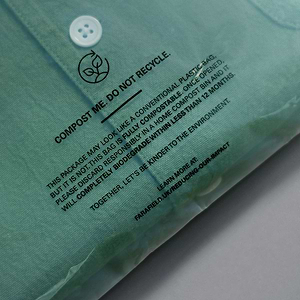 COMPOST ME. DO NOT RECYCLE.
THIS PACKAGE MAY LOOK LIKE A CONVENTIONAL PLASTIC BAG,
BUT IT IS NOT. THIS BAG IS FULLY COMPOSTABLE. ONCE OPENED,
PLEASE DISCARD RESPONSIBLY IN A HOME COMPOST BIN AND IT
WILL COMPLETELY BIODEGRADE WITHIN LESS THAN 12 MONTHS.
TOGETHER, LET'S BE KINDER TO THE ENVIRONMENT.
LEARN MORE AT